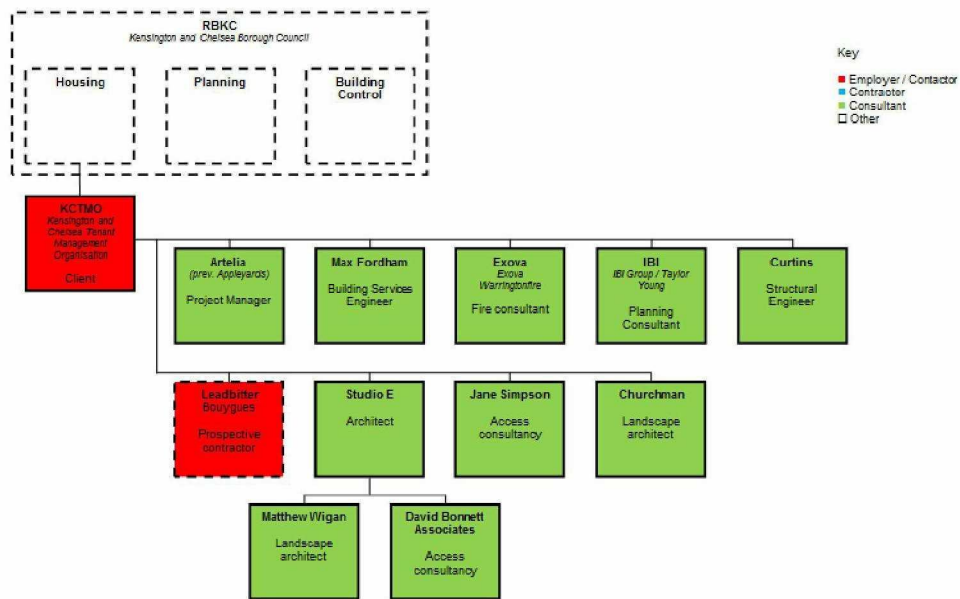 RBKC
Kensington and Chelsea Borough Council
Housing
Planning
Building
Control
Key
Employer / Contactor
Contractor
Consultant
Other
KCTMO
Kensington and
Chelsea Tenant
Management
Organisation
Client
Artelia
(prev. Appleyards)
Project Manager
Max Fordham
Building Services
Engineer
Exova
Exova
Warringtonfire
Fire consultant
IBI
IBI Group / Taylor
Young
Planning
Consultant
Curtins
Structural
Engineer
Leadbitter
Bouygues
Prospective
contractor
Studio E
Architect
Jane Simpson
Access
consultancy
Churchman
Landscape
architect
Matthew Wigan
Landscape
architect
David Bonnett
Associates
Access
consultancy